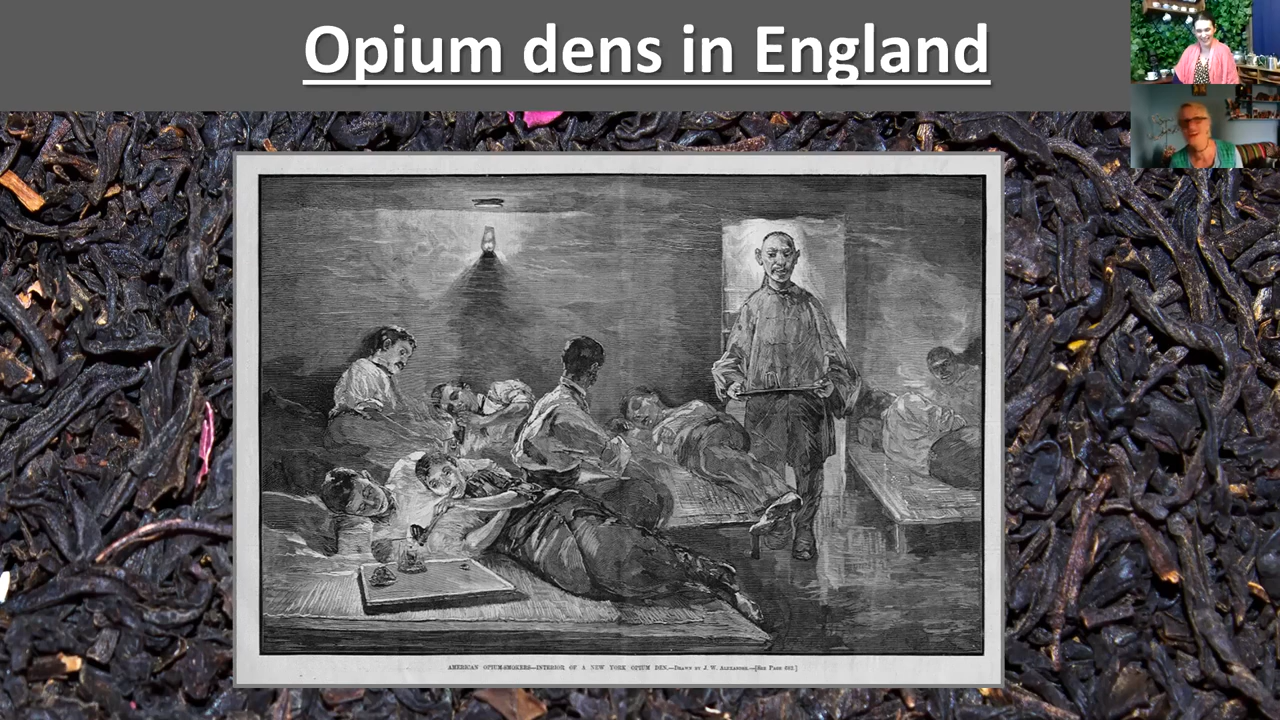 Opium dens in England
AMERICAN OPIUM-SMOKERS—INTERIOR OF A NEW YORK OPIUM DEN.—Drawn by J. W. Alexander.—[See Page 682.]